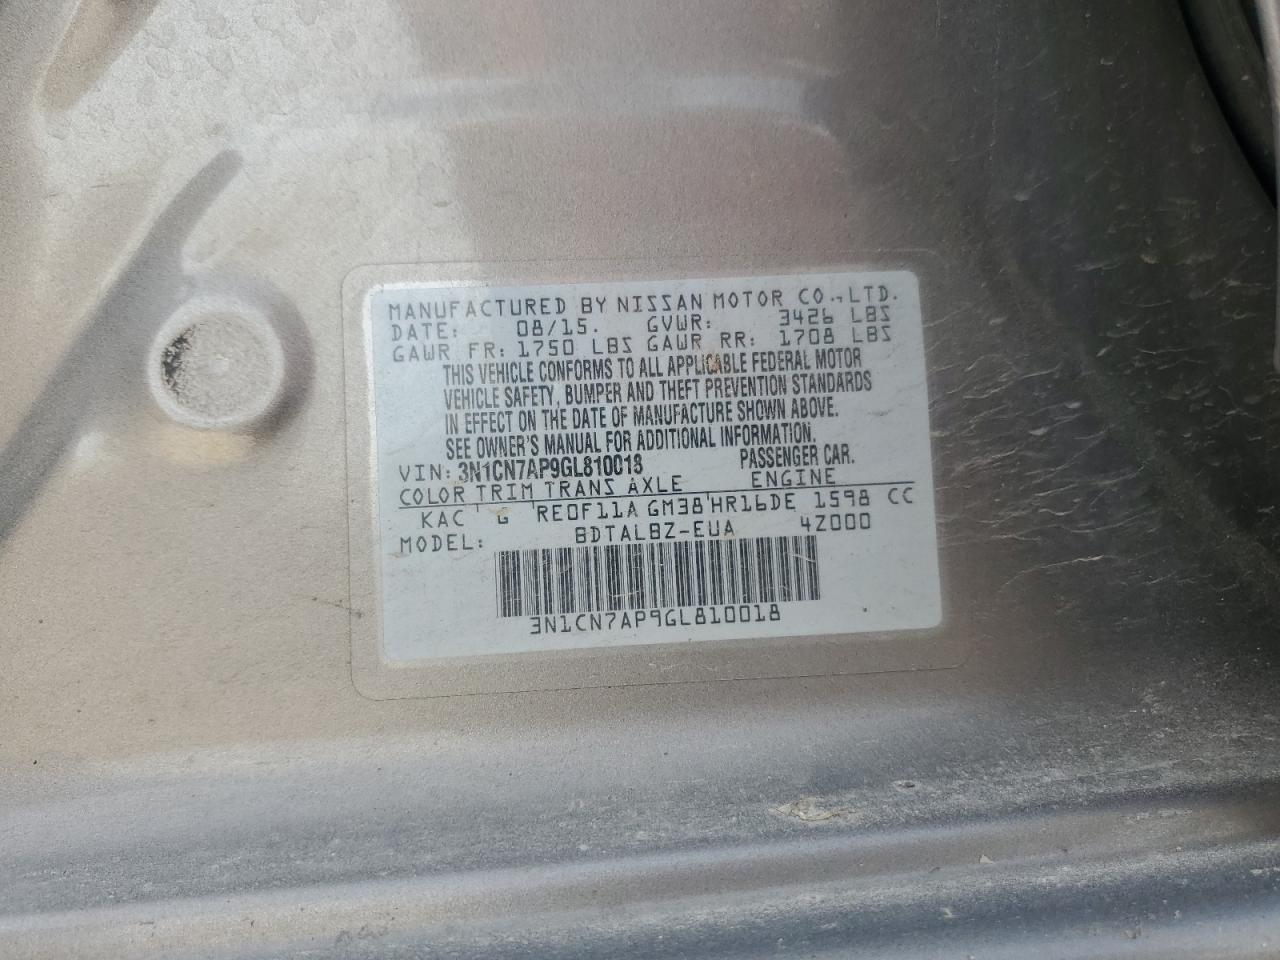 MANUFACTURED BY NISSAN MOTOR CO., LTD.
DATE: 08/15. GVWR: 3426 LBS
GAWR FR: 1750 LBS GAWR RR: 1708 LBS
THIS VEHICLE CONFORMS TO ALL APPLICABLE FEDERAL MOTOR
VEHICLE SAFETY, BUMPER AND THEFT PREVENTION STANDARDS
IN EFFECT ON THE DATE OF MANUFACTURE SHOWN ABOVE.
SEE OWNER'S MANUAL FOR ADDITIONAL INFORMATION.
VIN: 3N1CN7AP9GL810018 PASSENGER CAR.
COLOR TRIM TRANS AXLE ENGINE
KAC G RE0F11A GM38 HR16DE 1598 CC
MODEL: BDTALBZ-EUA 4Z000
3N1CN7AP9GL810018